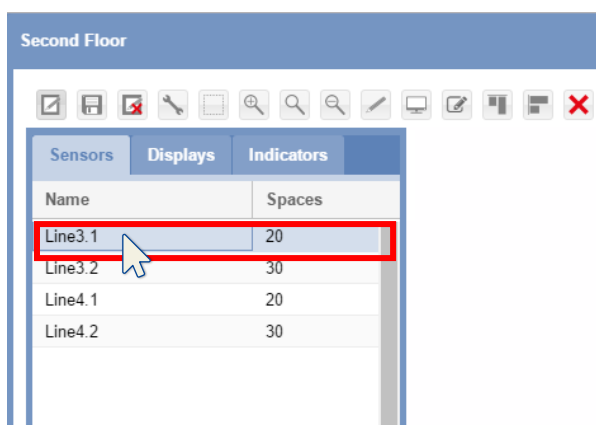 Second Floor
Sensors Displays Indicators
Name Spaces
Line3.1 20
Line3.2 30
Line4.1 20
Line4.2 30